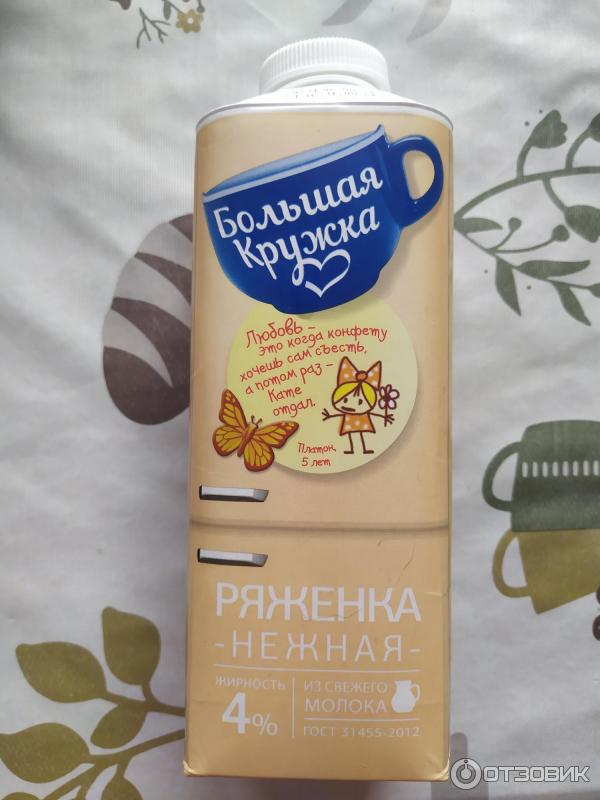 Большая
Кружка
Любовь –
это когда конфету
хочешь сам съесть,
а потом раз –
Кате
отдал.
Платон,
5 лет
РЯЖЕНКА
-НЕЖНАЯ-
ЖИРНОСТЬ
4%
ИЗ СВЕЖЕГО
МОЛОКА
ГОСТ 31455-2012
ОТЗОВИК